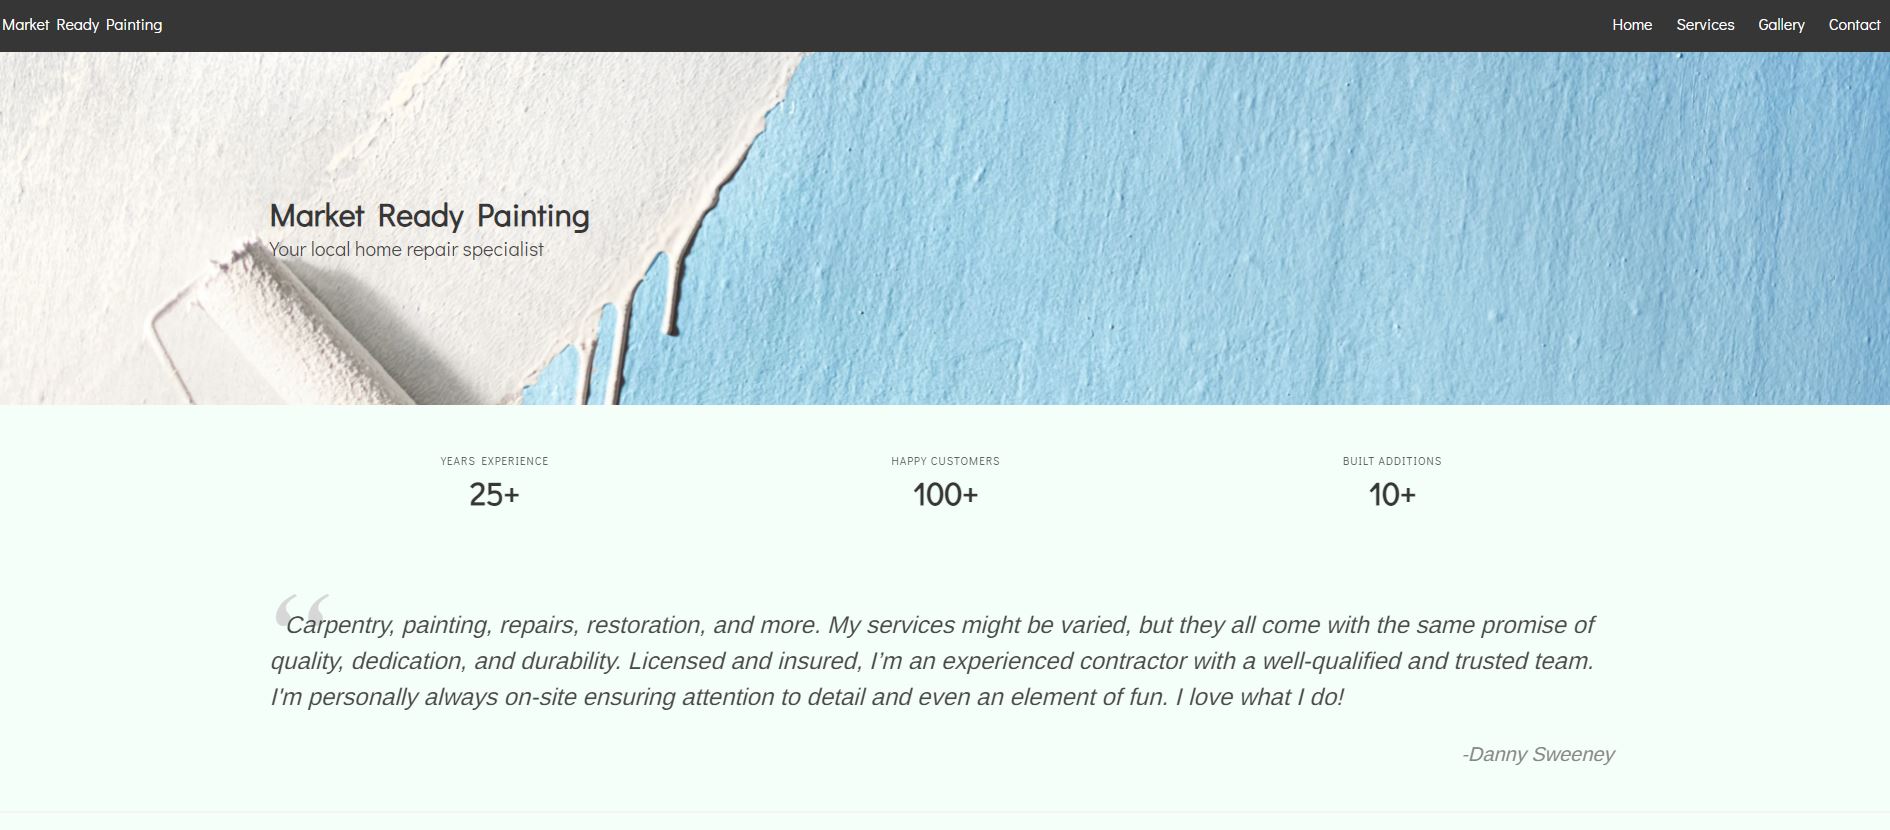 Market Ready Painting
Home Services Gallery Contact
Market Ready Painting
Your local home repair specialist
YEARS EXPERIENCE
25+
HAPPY CUSTOMERS
100+
BUILT ADDITIONS
10+
“Carpentry, painting, repairs, restoration, and more. My services might be varied, but they all come with the same promise of
quality, dedication, and durability. Licensed and insured, I’m an experienced contractor with a well-qualified and trusted team.
I'm personally always on-site ensuring attention to detail and even an element of fun. I love what I do!
-Danny Sweeney